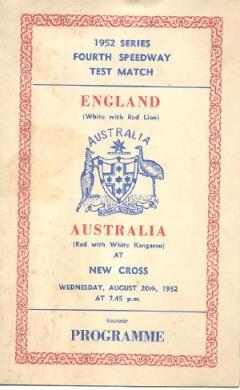 1952 SERIES
FOURTH SPEEDWAY
TEST MATCH
ENGLAND
(White with Red Lion)
AUSTRALIA
AUSTRALIA
(Red with White Kangaroo)
AT
NEW CROSS
WEDNESDAY, AUGUST 20th, 1952
AT 7.45 p.m.
Souvenir
PROGRAMME